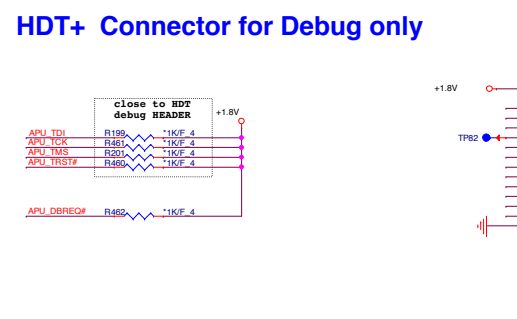 HDT+ Connector for Debug only
close to HDT
debug HEADER
+1.8V
+1.8V
APU_TDI R199 *1K/F_4
APU_TCK R461 *1K/F_4
APU_TMS R201 *1K/F_4
APU_TRST# R460 *1K/F_4
TP82
APU_DBREQ# R462 *1K/F_4